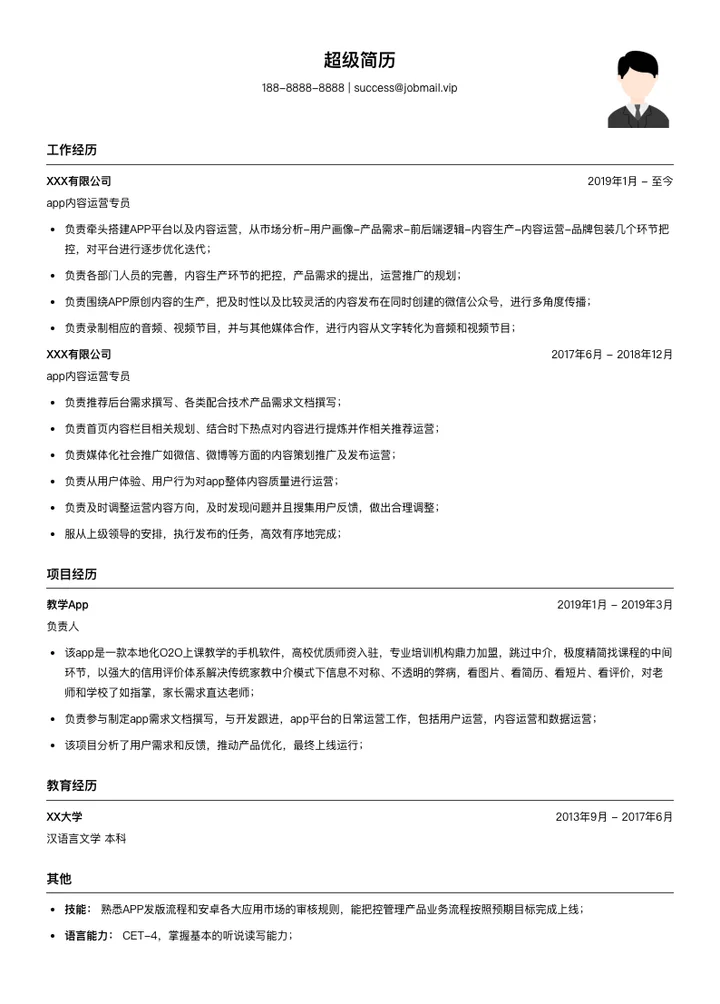 超级简历
188-8888-8888 | success@jobmail.vip
工作经历
XXX有限公司 2019年1月 - 至今
app内容运营专员
• 负责牵头搭建APP平台以及内容运营，从市场分析-用户画像-产品需求-前后端逻辑-内容生产-内容运营-品牌包装几个环节把
控，对平台进行逐步优化迭代；
• 负责各部门人员的完善，内容生产环节的把控，产品需求的提出，运营推广的规划；
• 负责围绕APP原创内容的生产，把及时性以及比较灵活的内容发布在同时创建的微信公众号，进行多角度传播；
• 负责录制相应的音频、视频节目，并与其他媒体合作，进行内容从文字转化为音频和视频节目；
XXX有限公司 2017年6月 - 2018年12月
app内容运营专员
• 负责推荐后台需求撰写、各类配合技术产品需求文档撰写；
• 负责首页内容栏目相关规划、结合时下热点对内容进行提炼并作相关推荐运营；
• 负责媒体化社会推广如微信、微博等方面的内容策划推广及发布运营；
• 负责从用户体验、用户行为对app整体内容质量进行运营；
• 负责及时调整运营内容方向，及时发现问题并且搜集用户反馈，做出合理调整；
• 服从上级领导的安排，执行发布的任务，高效有序地完成；
项目经历
教学App 2019年1月 - 2019年3月
负责人
• 该app是一款本地化O2O上课教学的手机软件，高校优质师资入驻，专业培训机构鼎力加盟，跳过中介，极度精简找课程的中间
环节，以强大的信用评价体系解决传统家教中介模式下信息不对称、不透明的弊病，看图片、看简历、看短片、看评价，对老
师和学校了如指掌，家长需求直达老师；
• 负责参与制定app需求文档撰写，与开发跟进，app平台的日常运营工作，包括用户运营，内容运营和数据运营；
• 该项目分析了用户需求和反馈，推动产品优化，最终上线运行；
教育经历
XX大学 2013年9月 - 2017年6月
汉语言文学 本科
其他
• 技能： 熟悉APP发版流程和安卓各大应用市场的审核规则，能把控管理产品业务流程按照预期目标完成上线；
• 语言能力： CET-4，掌握基本的听说读写能力；